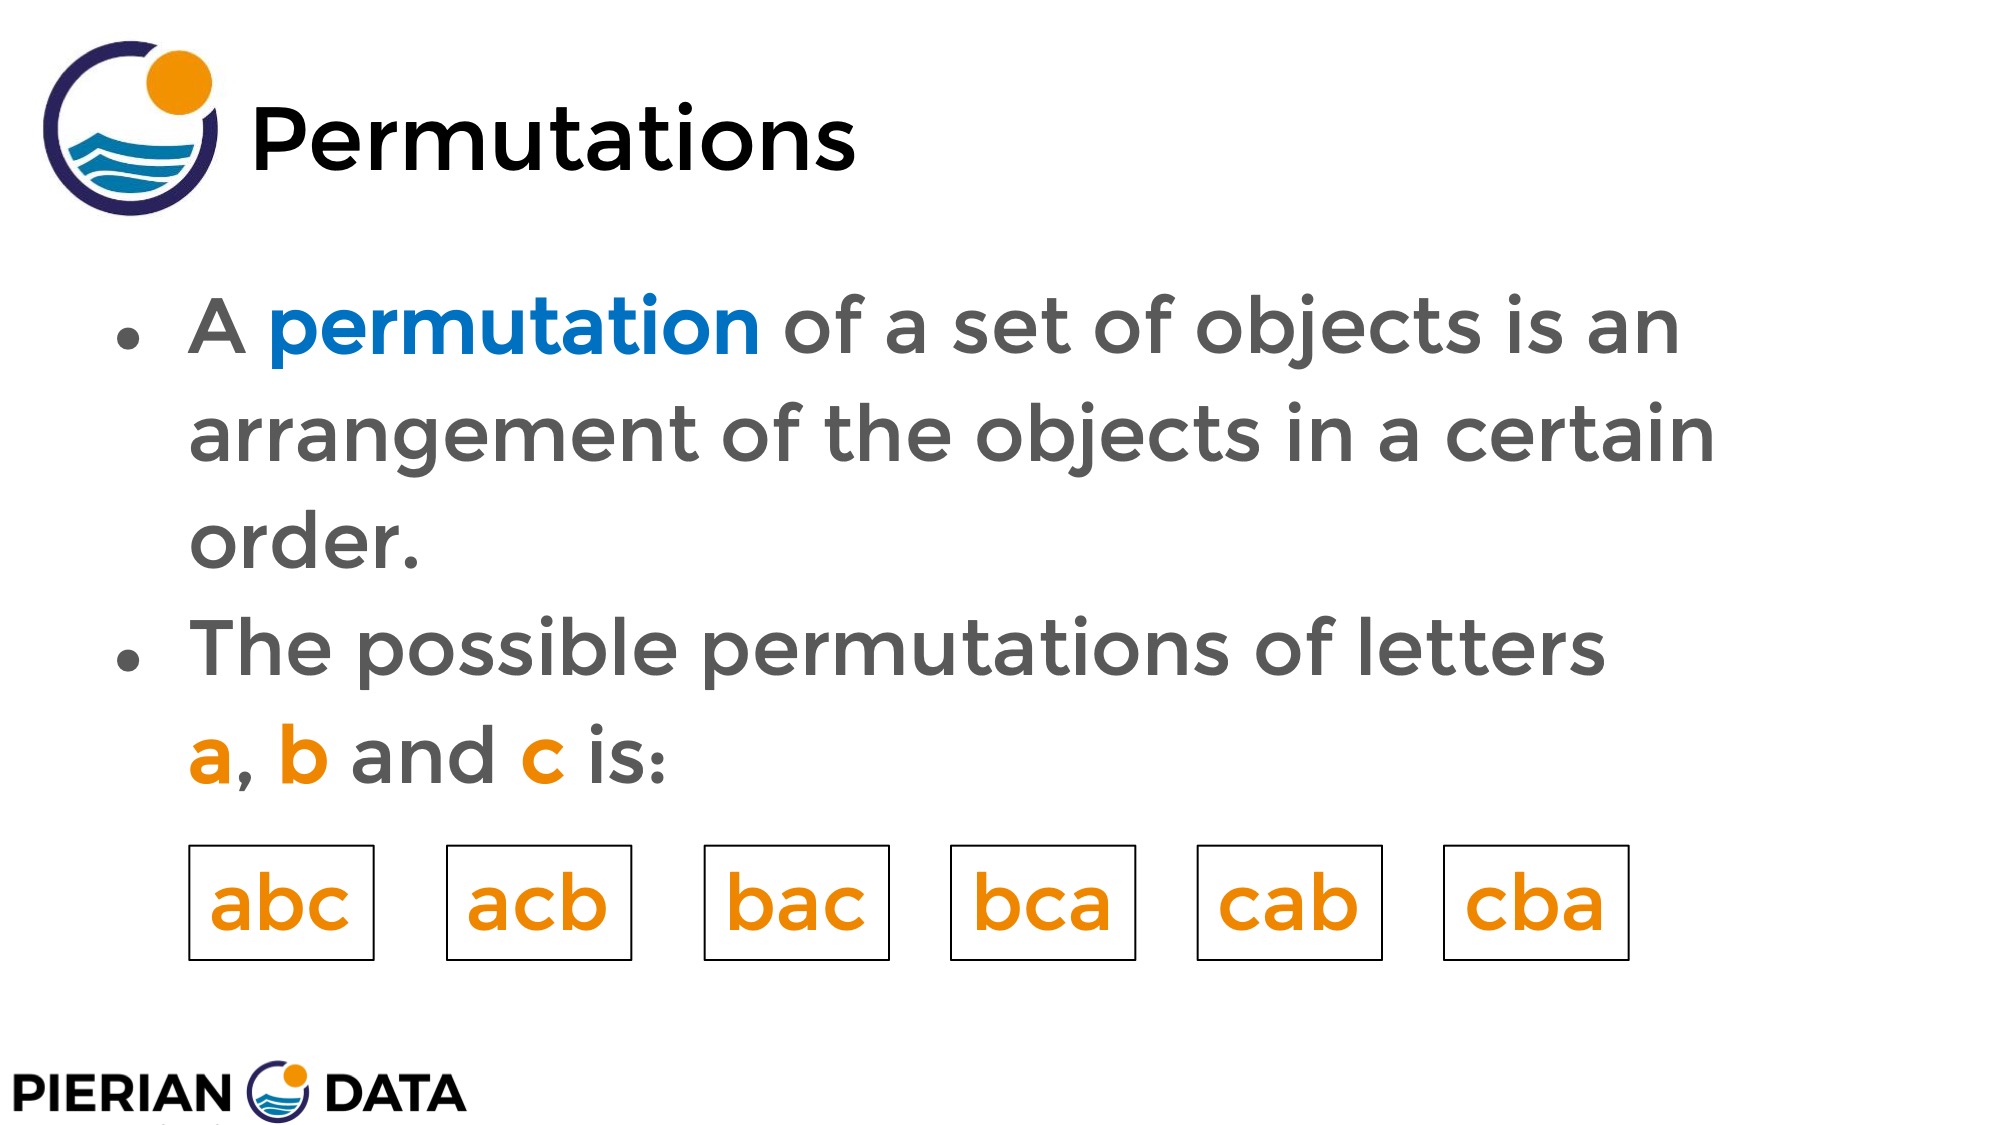 Permutations
• A permutation of a set of objects is an
arrangement of the objects in a certain
order.
• The possible permutations of letters
a, b and c is:
abc acb bac bca cab cba
PIERIAN DATA